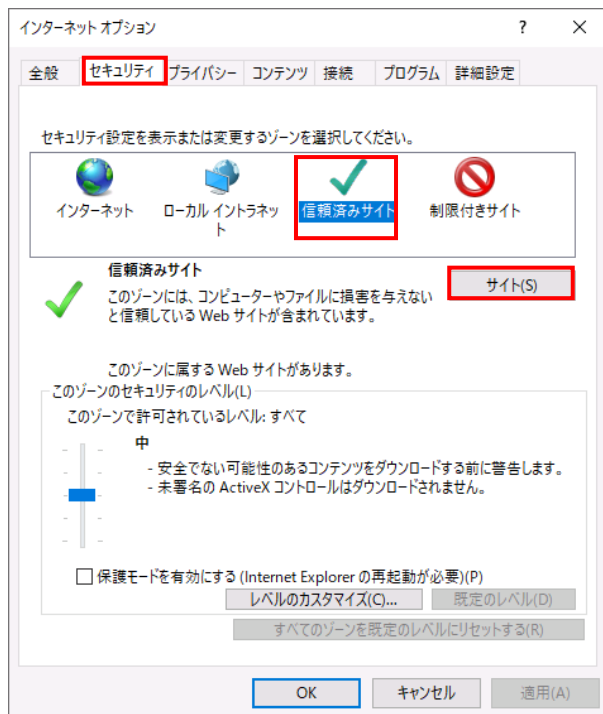 インターネット オプション
? ×
全般 セキュリティ プライバシー コンテンツ 接続 プログラム 詳細設定
セキュリティ設定を表示または変更するゾーンを選択してください。
インターネット
ローカル イントラネッ
ト
信頼済みサイト
制限付きサイト
信頼済みサイト
サイト(S)
このゾーンには、コンピューターやファイルに損害を与えない
と信頼している Web サイトが含まれています。
このゾーンに属する Web サイトがあります。
このゾーンのセキュリティのレベル(L)
このゾーンで許可されているレベル: すべて
中
- 安全でない可能性のあるコンテンツをダウンロードする前に警告します。
- 未署名の ActiveX コントロールはダウンロードされません。
保護モードを有効にする (Internet Explorer の再起動が必要)(P)
レベルのカスタマイズ(C)... 既定のレベル(D)
すべてのゾーンを既定のレベルにリセットする(R)
OK キャンセル 適用(A)